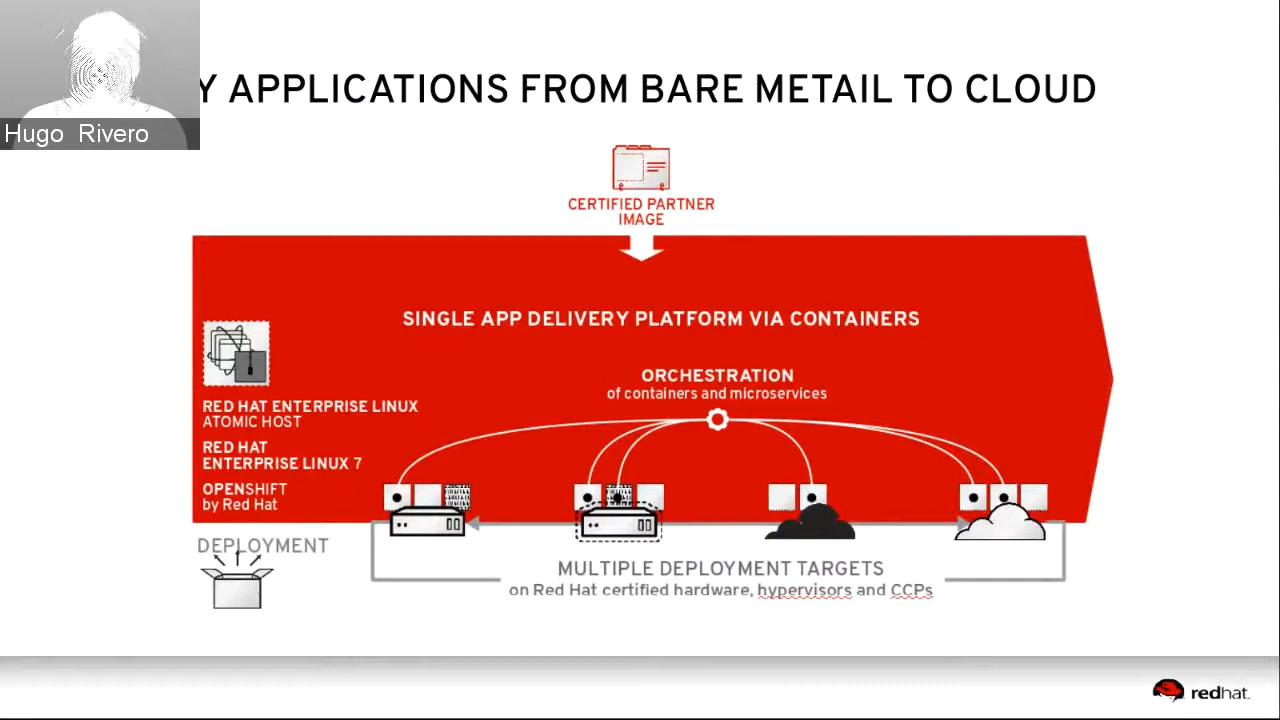 Y APPLICATIONS FROM BARE METAIL TO CLOUD
Hugo Rivero
CERTIFIED PARTNER
IMAGE
SINGLE APP DELIVERY PLATFORM VIA CONTAINERS
ORCHESTRATION
of containers and microservices
RED HAT ENTERPRISE LINUX
ATOMIC HOST
RED HAT
ENTERPRISE LINUX 7
OPENSHIFT
by Red Hat
DEPLOYMENT
MULTIPLE DEPLOYMENT TARGETS
on Red Hat certified hardware, hypervisors and CCPs
redhat.